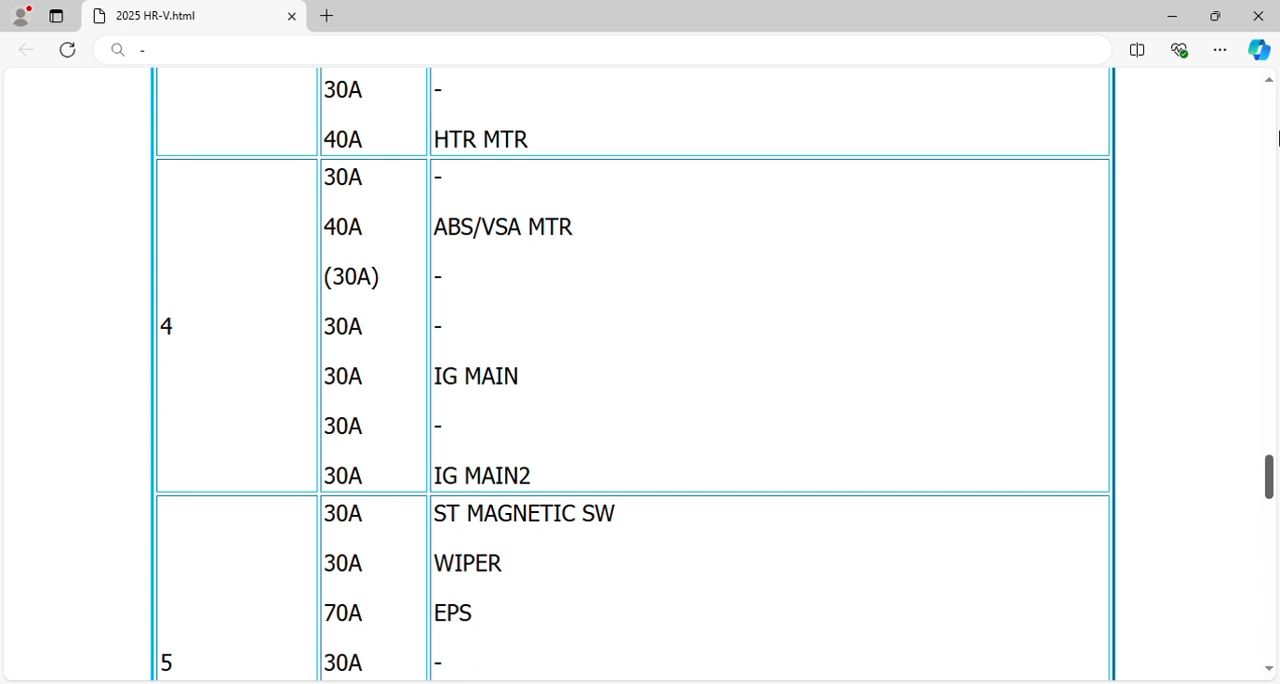 2025 HR-V.html
-
30A -
40A HTR MTR
30A -
40A ABS/VSA MTR
(30A) -
4 30A -
30A IG MAIN
30A -
30A IG MAIN2
30A ST MAGNETIC SW
30A WIPER
70A EPS
5 30A -